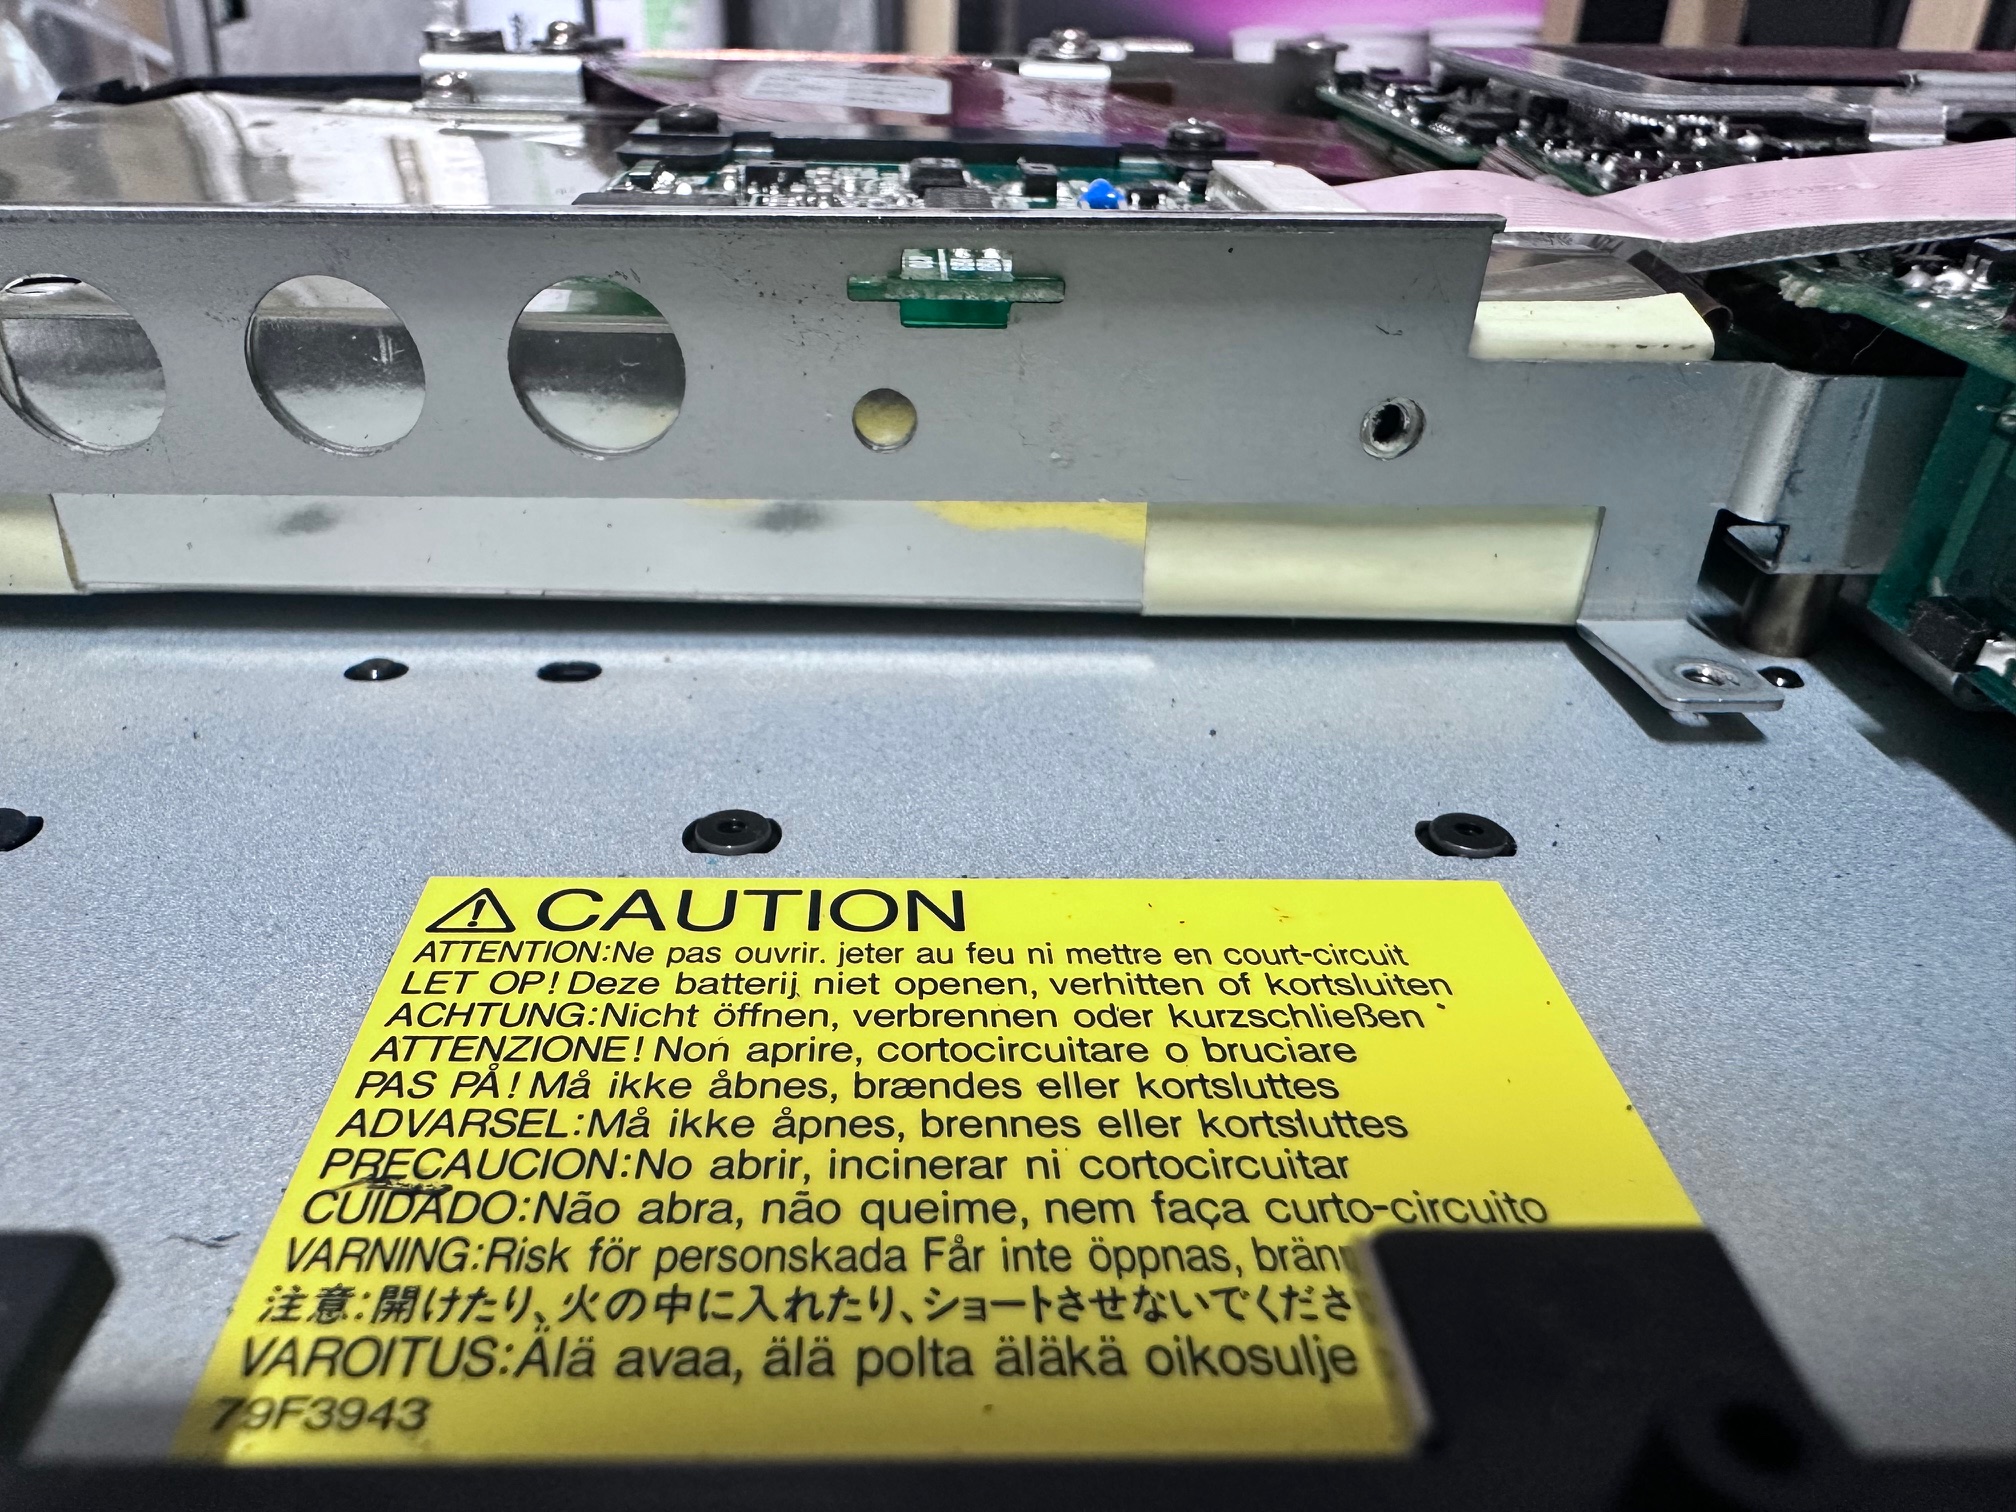 CAUTION
ATTENTION:Ne pas ouvrir. jeter au feu ni mettre en court-circuit
LET OP! Deze batterij niet openen, verhitten of kortsluiten
ACHTUNG:Nicht öffnen, verbrennen oder kurzschließen
ATTENZIONE! Non aprire, cortocircuitare o bruciare
PAS PÅ! Må ikke åbnes, brændes eller kortsluttes
ADVARSEL:Må ikke åpnes, brennes eller kortsluttes
PRECAUCION:No abrir, incinerar ni cortocircuitar
CUIDADO:Não abra, não queime, nem faça curto-circuito
VARNING:Risk för personskada Får inte öppnas,
注意:開けたり、火の中に入れたり、ショートさせないでくださ
VAROITUS:Älä avaa, älä polta äläkä oikosulje
79F3943